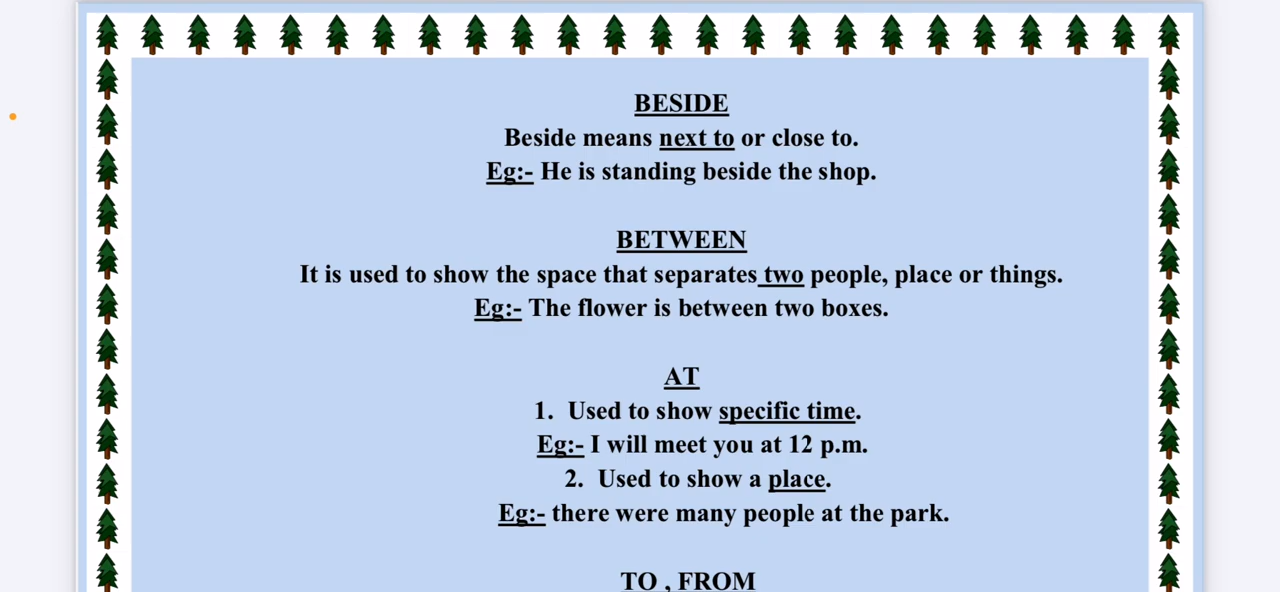 BESIDE
Beside means next to or close to.
Eg:- He is standing beside the shop.
BETWEEN
It is used to show the space that separates two people, place or things.
Eg:- The flower is between two boxes.
AT
1. Used to show specific time.
Eg:- I will meet you at 12 p.m.
2. Used to show a place.
Eg:- there were many people at the park.
TO , FROM